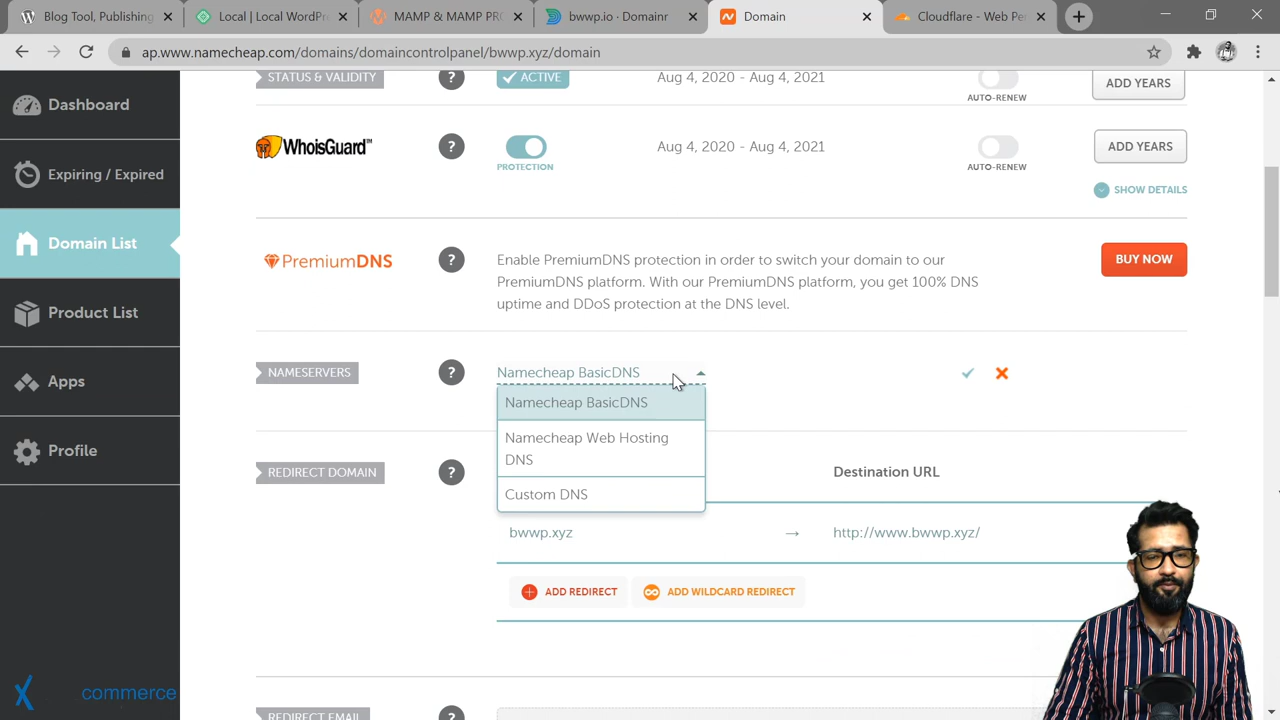 Blog Tool, Publishing
Local | Local WordPre
MAMP & MAMP PRO
bwwp.io · Domainr
Domain
Cloudflare - Web Per
ap.www.namecheap.com/domains/domaincontrolpanel/bwwp.xyz/domain
Dashboard
Expiring / Expired
Domain List
Product List
Apps
Profile
STATUS & VALIDITY
?
ACTIVE
Aug 4, 2020 - Aug 4, 2021
AUTO-RENEW
ADD YEARS
WhoisGuard™
?
PROTECTION
Aug 4, 2020 - Aug 4, 2021
AUTO-RENEW
ADD YEARS
SHOW DETAILS
PremiumDNS
?
Enable PremiumDNS protection in order to switch your domain to our
PremiumDNS platform. With our PremiumDNS platform, you get 100% DNS
uptime and DDoS protection at the DNS level.
BUY NOW
NAMESERVERS
?
Namecheap BasicDNS
Namecheap BasicDNS
Namecheap Web Hosting
DNS
Custom DNS
REDIRECT DOMAIN
?
Destination URL
bwwp.xyz
→
http://www.bwwp.xyz/
ADD REDIRECT
ADD WILDCARD REDIRECT
REDIRECT EMAIL
?
X commerce